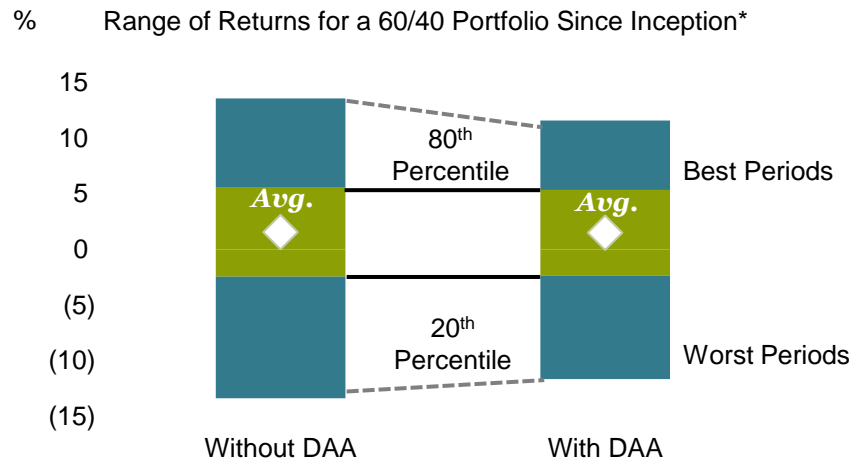 % Range of Returns for a 60/40 Portfolio Since Inception*
15
10
5
0
(5)
(10)
(15)
80th
Percentile
Best Periods
Avg.
Avg.
20th
Percentile
Worst Periods
Without DAA
With DAA